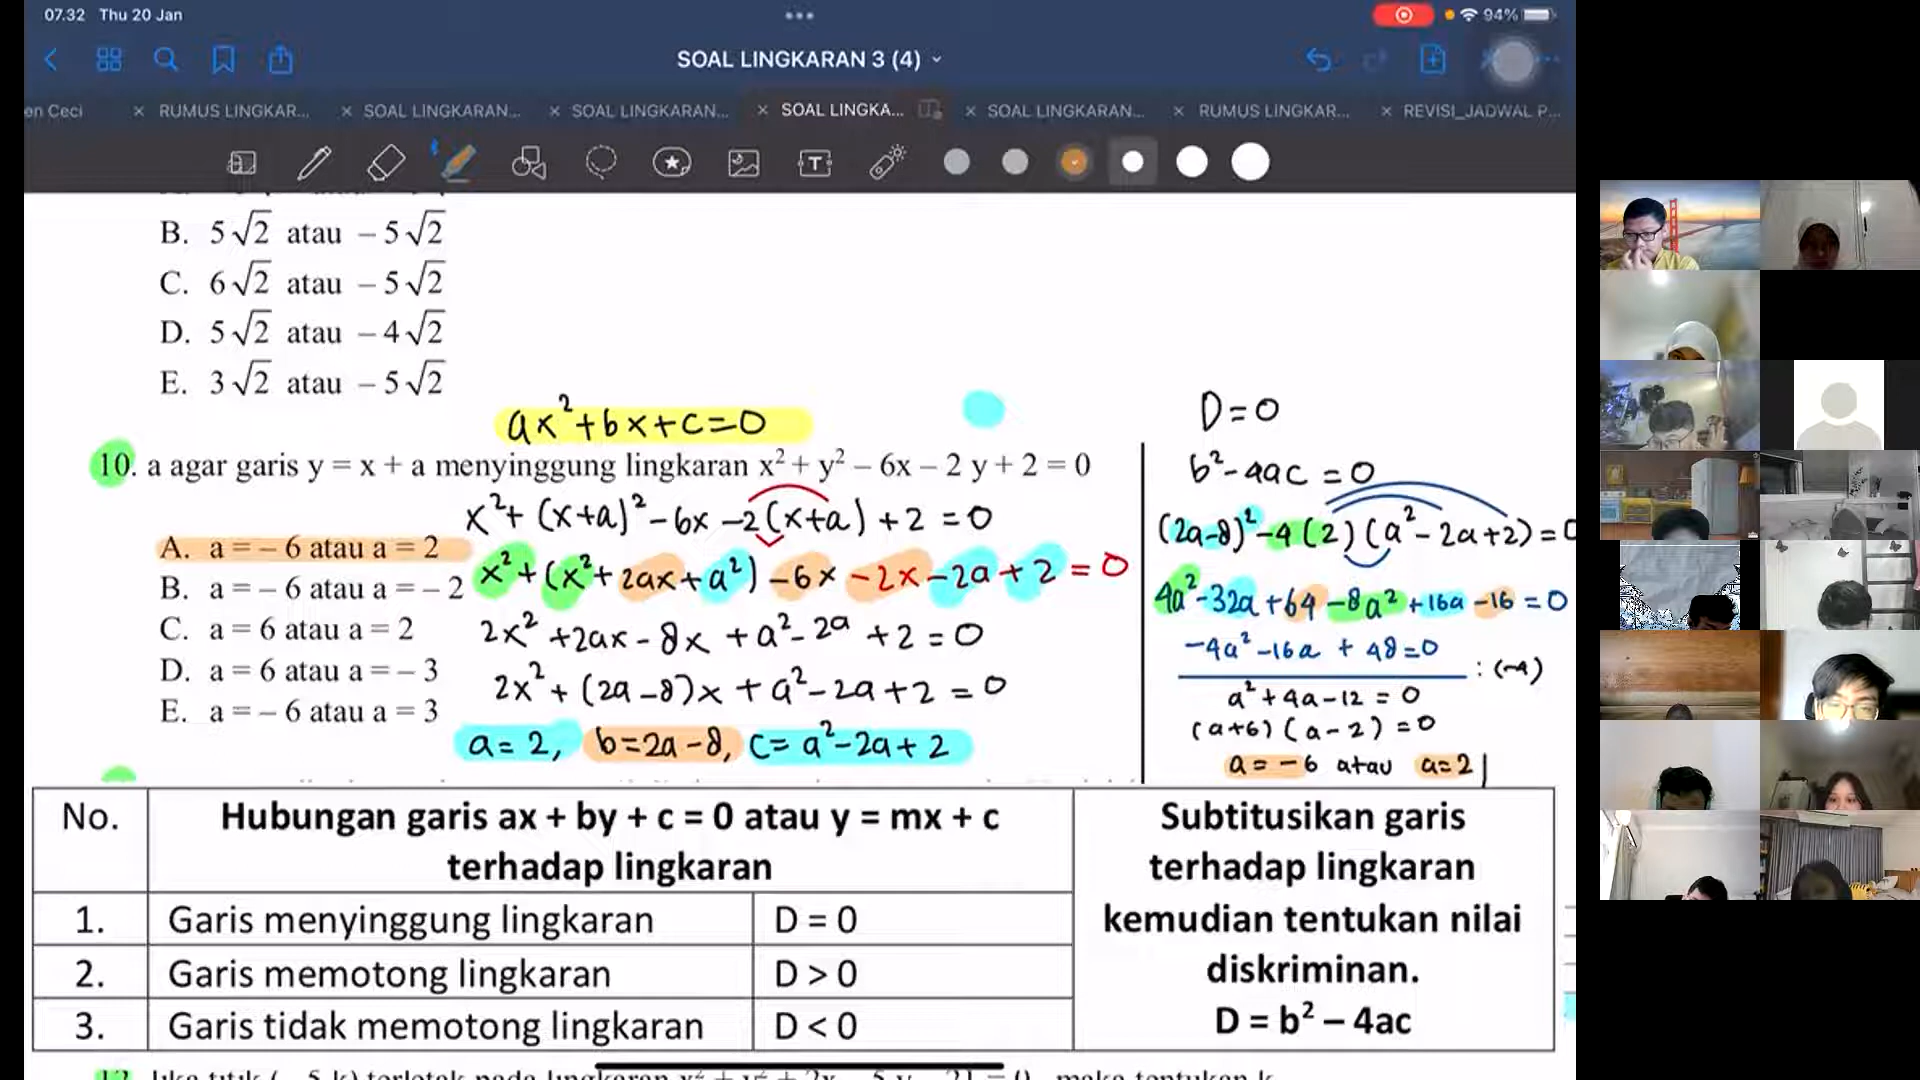 07.32 Thu 20 Jan
94%
SOAL LINGKARAN 3 (4)
en Ceci
RUMUS LINGKAR...
SOAL LINGKARAN...
SOAL LINGKARAN...
SOAL LINGKA...
SOAL LINGKARAN...
RUMUS LINGKAR...
REVISI_JADWAL P...
B. 5√2 atau – 5√2
C. 6√2 atau – 5√2
D. 5√2 atau – 4√2
E. 3√2 atau – 5√2
ax²+bx+c=0
10. a agar garis y = x + a menyinggung lingkaran x² + y² – 6x – 2 y + 2 = 0
x²+ (x+a)² -6x -2(x+a) +2 =0
A. a = – 6 atau a = 2
x²+(x²+2ax+a²) -6x -2x -2a +2 = 0
B. a = – 6 atau a = – 2
C. a = 6 atau a = 2
2x² +2ax - 8x +a²-2a +2 =0
D. a = 6 atau a = – 3
2x² + (2a-8)x + a²-2a+2 =0
E. a = – 6 atau a = 3
a= 2, b=2a-8, c= a²-2a+2
D=0
b²-4ac =0
(2a-8)²-4(2)(a²-2a+2)=0
4a²-32a+64-8a²+16a-16=0
-4a²-16a + 48=0
: (-4)
a²+4a-12 = 0
(a+6) (a-2) =0
a=-6 atau a=2
No. Hubungan garis ax + by + c = 0 atau y = mx + c terhadap lingkaran
Subtitusikan garis
terhadap lingkaran
kemudian tentukan nilai
diskriminan.
D = b² – 4ac
1. Garis menyinggung lingkaran D = 0
2. Garis memotong lingkaran D > 0
3. Garis tidak memotong lingkaran D < 0